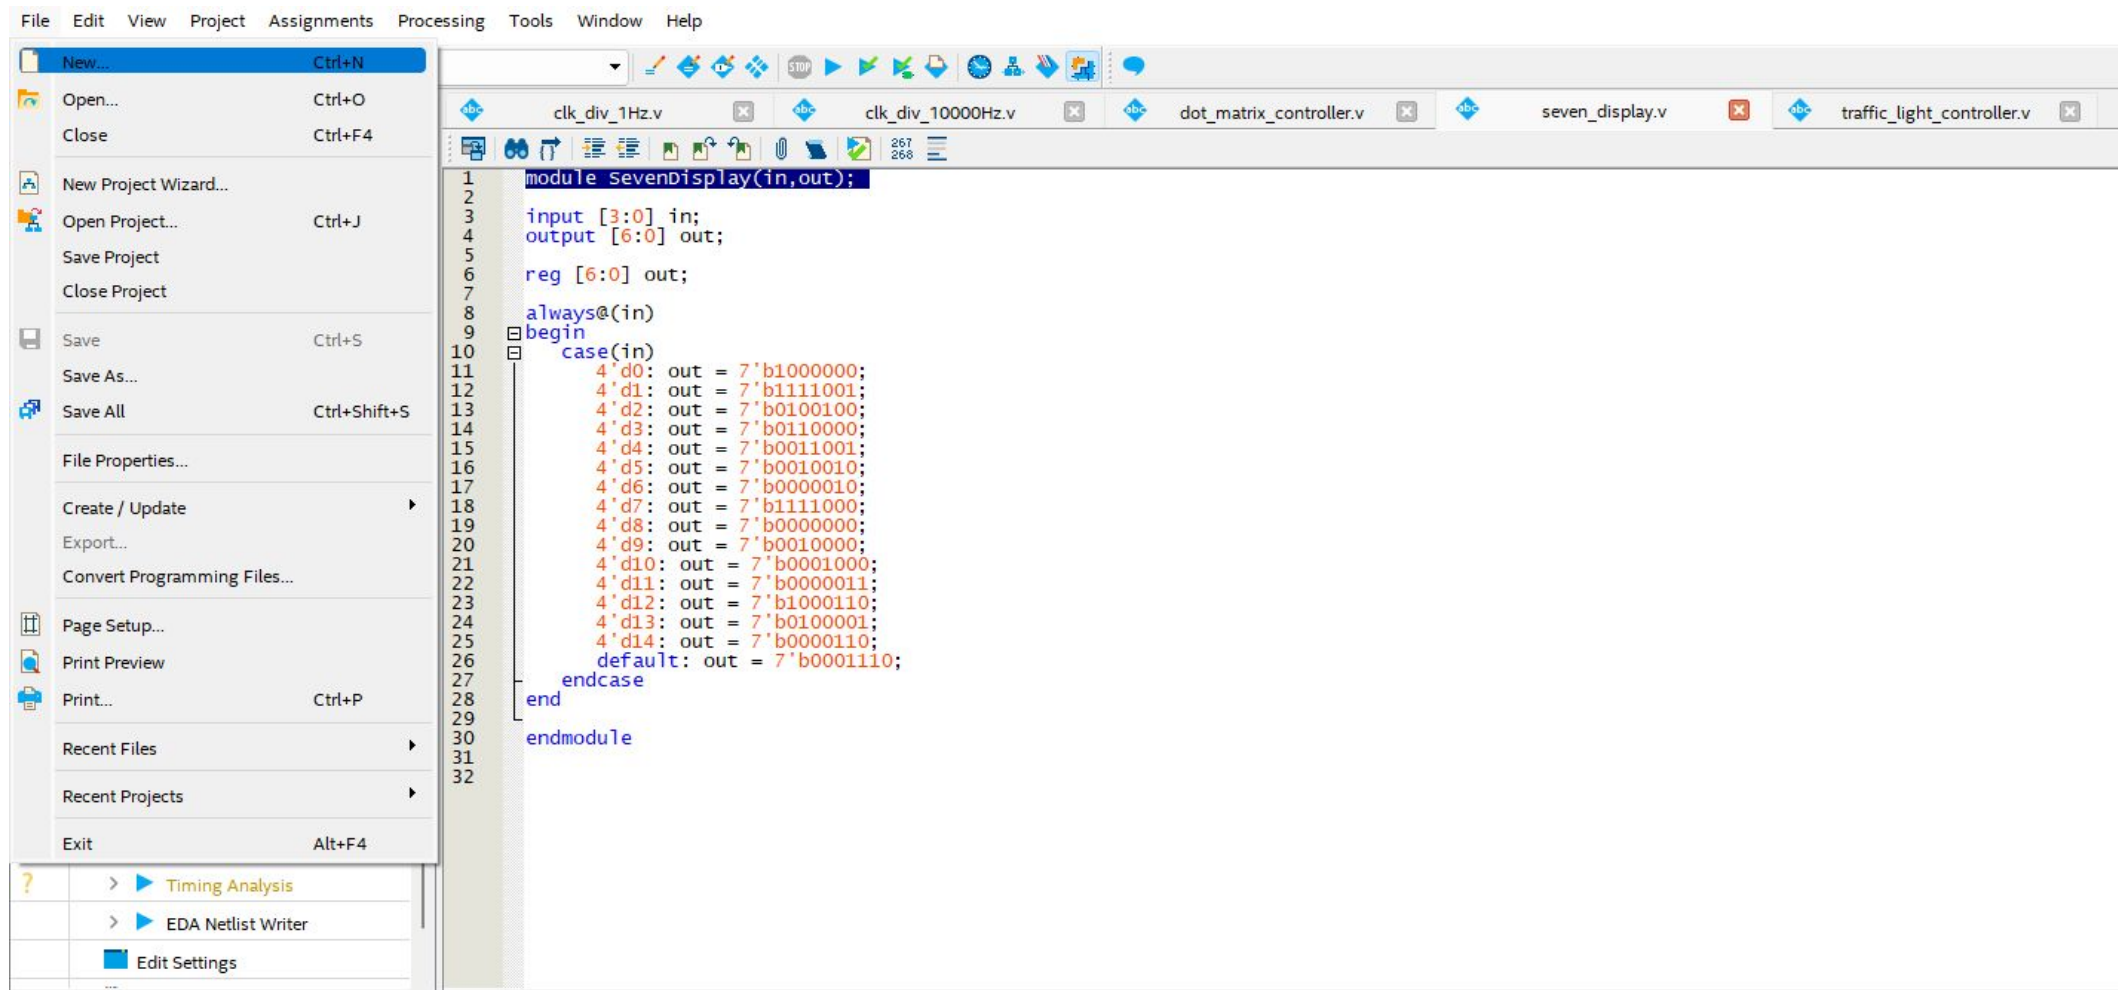 File Edit View Project Assignments Processing Tools Window Help
New... Ctrl+N
Open... Ctrl+O
Close Ctrl+F4
New Project Wizard...
Open Project... Ctrl+J
Save Project
Close Project
Save Ctrl+S
Save As...
Save All Ctrl+Shift+S
File Properties...
Create / Update
Export...
Convert Programming Files...
Page Setup...
Print Preview
Print... Ctrl+P
Recent Files
Recent Projects
Exit Alt+F4
Timing Analysis
EDA Netlist Writer
Edit Settings
STOP
abc clk_div_1Hz.v abc clk_div_10000Hz.v abc dot_matrix_controller.v abc seven_display.v abc traffic_light_controller.v
267
268
1 module SevenDisplay(in,out);
2
3 input [3:0] in;
4 output [6:0] out;
5
6 reg [6:0] out;
7
8 always@(in)
9 begin
10 case(in)
11 4'd0: out = 7'b1000000;
12 4'd1: out = 7'b1111001;
13 4'd2: out = 7'b0100100;
14 4'd3: out = 7'b0110000;
15 4'd4: out = 7'b0011001;
16 4'd5: out = 7'b0010010;
17 4'd6: out = 7'b0000010;
18 4'd7: out = 7'b1111000;
19 4'd8: out = 7'b0000000;
20 4'd9: out = 7'b0010000;
21 4'd10: out = 7'b0001000;
22 4'd11: out = 7'b0000011;
23 4'd12: out = 7'b1000110;
24 4'd13: out = 7'b0100001;
25 4'd14: out = 7'b0000110;
26 default: out = 7'b0001110;
27 endcase
28 end
29
30 endmodule
31
32